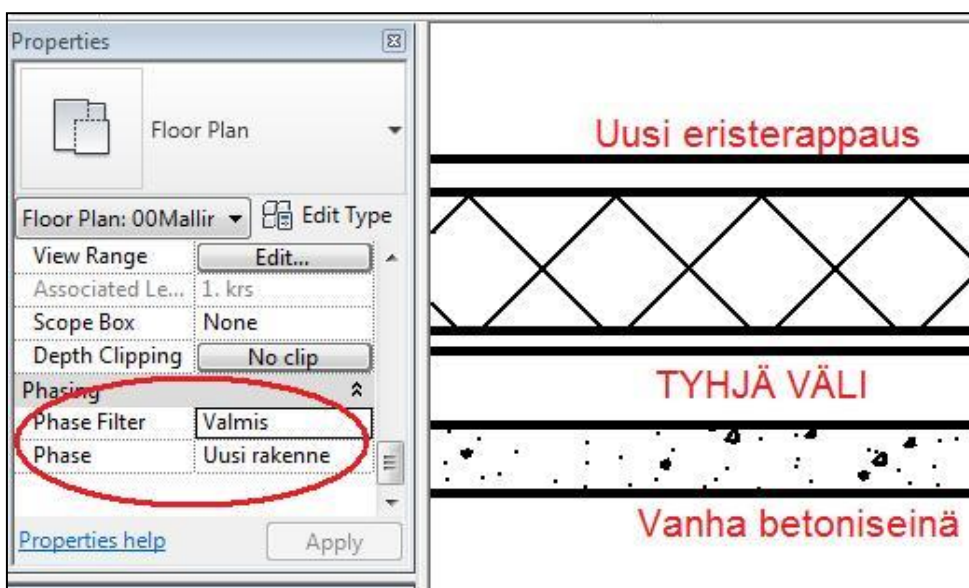 Properties
Floor Plan
Floor Plan: 00Mallir
Edit Type
View Range Edit...
Associated Le... 1. krs
Scope Box None
Depth Clipping No clip
Phasing
Phase Filter Valmis
Phase Uusi rakenne
Properties help
Apply
Uusi eristerappaus
TYHJÄ VÄLI
Vanha betoniseinä